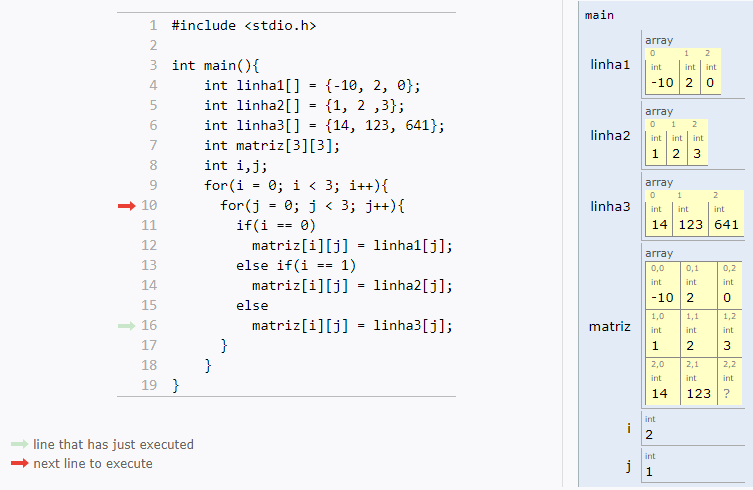 1 #include <stdio.h>
2
3 int main(){
4 int linha1[] = {-10, 2, 0};
5 int linha2[] = {1, 2 ,3};
6 int linha3[] = {14, 123, 641};
7 int matriz[3][3];
8 int i,j;
9 for(i = 0; i < 3; i++){
10 for(j = 0; j < 3; j++){
11 if(i == 0)
12 matriz[i][j] = linha1[j];
13 else if(i == 1)
14 matriz[i][j] = linha2[j];
15 else
16 matriz[i][j] = linha3[j];
17 }
18 }
19 }
line that has just executed
next line to execute
main
array
linha1
0 1 2
int int int
-10 2 0
array
linha2
0 1 2
int int int
1 2 3
array
linha3
0 1 2
int int int
14 123 641
array
matriz
0,0 0,1 0,2
int int int
-10 2 0
1,0 1,1 1,2
int int int
1 2 3
2,0 2,1 2,2
int int int
14 123 ?
i
int
2
j
int
1